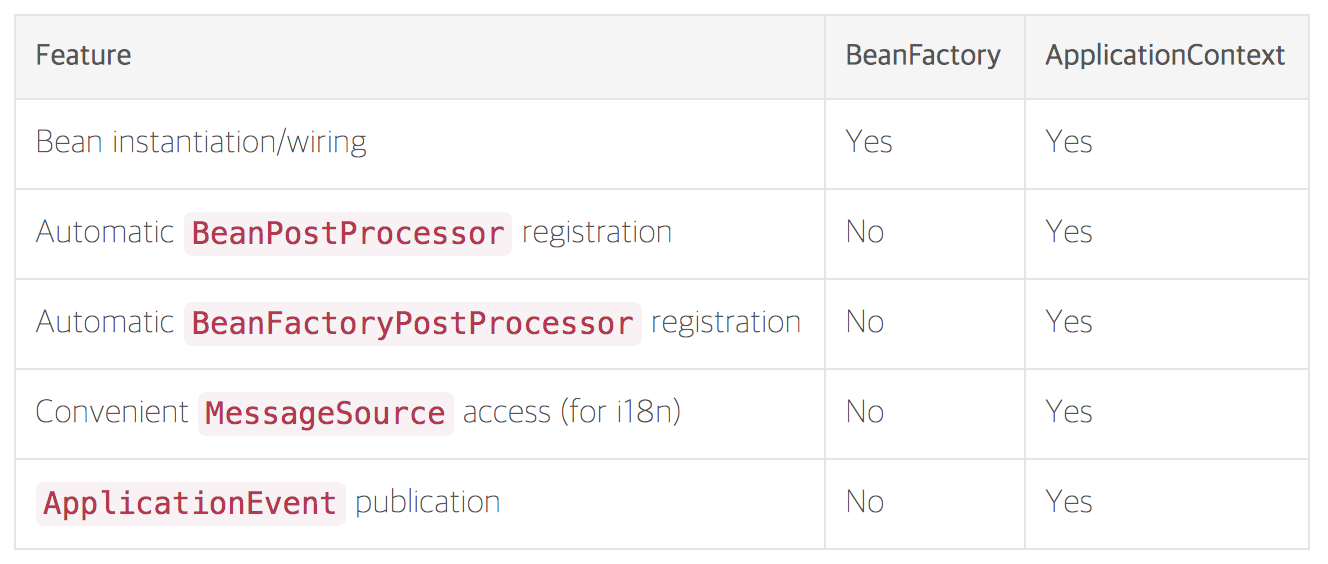 Feature BeanFactory ApplicationContext
Bean instantiation/wiring Yes Yes
Automatic BeanPostProcessor registration No Yes
Automatic BeanFactoryPostProcessor registration No Yes
Convenient MessageSource access (for i18n) No Yes
ApplicationEvent publication No Yes